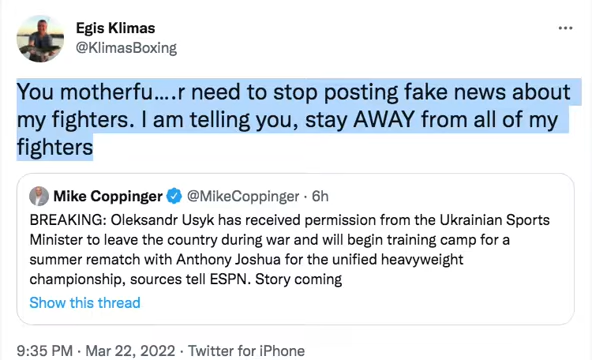 Egis Klimas
@KlimasBoxing
You motherfu....r need to stop posting fake news about
my fighters. I am telling you, stay AWAY from all of my
fighters
Mike Coppinger @MikeCoppinger · 6h
BREAKING: Oleksandr Usyk has received permission from the Ukrainian Sports
Minister to leave the country during war and will begin training camp for a
summer rematch with Anthony Joshua for the unified heavyweight
championship, sources tell ESPN. Story coming
Show this thread
9:35 PM · Mar 22, 2022 · Twitter for iPhone